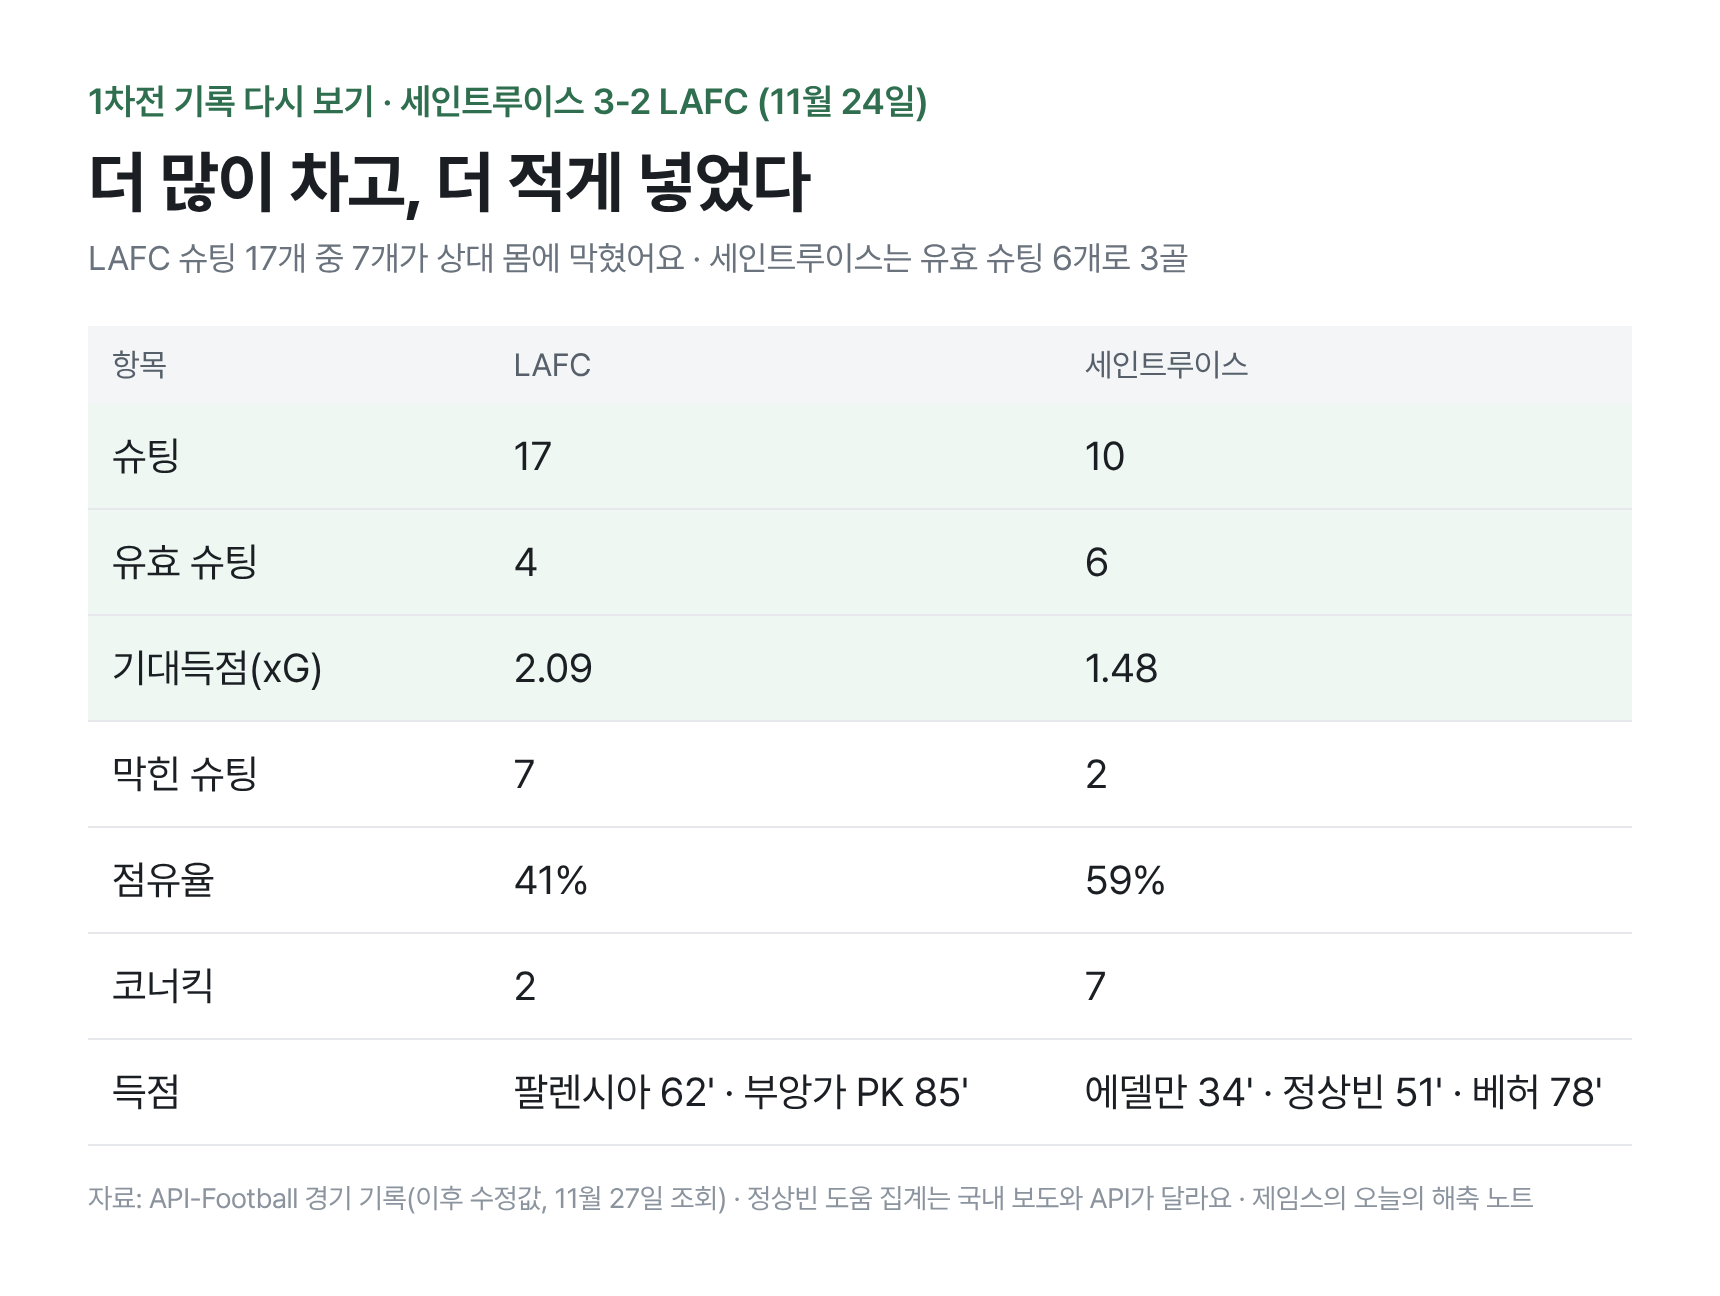 1차전 기록 다시 보기 · 세인트루이스 3-2 LAFC (11월 24일)
더 많이 차고, 더 적게 넣었다
LAFC 슈팅 17개 중 7개가 상대 몸에 막혔어요 · 세인트루이스는 유효 슈팅 6개로 3골
항목 LAFC 세인트루이스
슈팅 17 10
유효 슈팅 4 6
기대득점(xG) 2.09 1.48
막힌 슈팅 7 2
점유율 41% 59%
코너킥 2 7
득점 팔렌시아 62' · 부앙가 PK 85' 에델만 34' · 정상빈 51' · 베허 78'
자료: API-Football 경기 기록(이후 수정값, 11월 27일 조회) · 정상빈 도움 집계는 국내 보도와 API가 달라요 · 제임스의 오늘의 해축 노트